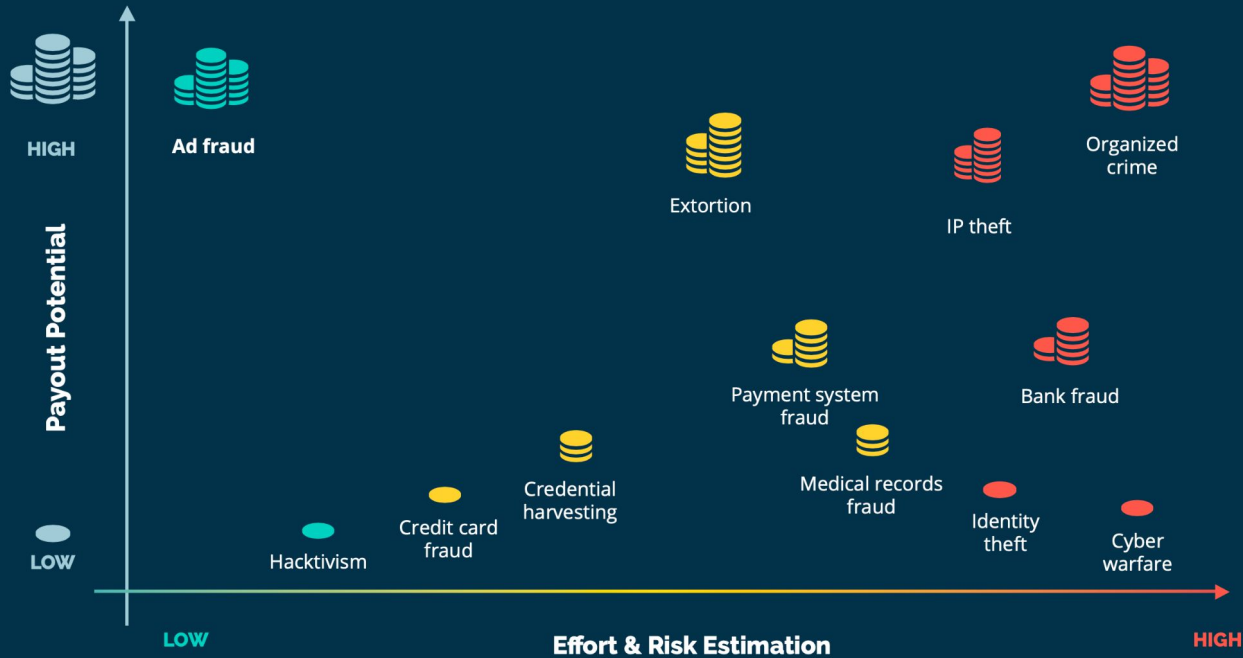 HIGH
Ad fraud
Organized
crime
Extortion
IP theft
Payout Potential
Payment system
fraud
Bank fraud
Credential
harvesting
Medical records
fraud
Credit card
fraud
Identity
theft
Hacktivism
Cyber
warfare
LOW
LOW
Effort & Risk Estimation
HIGH